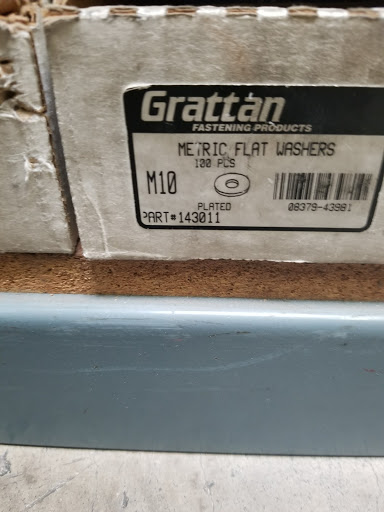 Grattan
FASTENING PRODUCTS
METRIC FLAT WASHERS
100 PCS
M10
PLATED
08379-43981
PART#143011